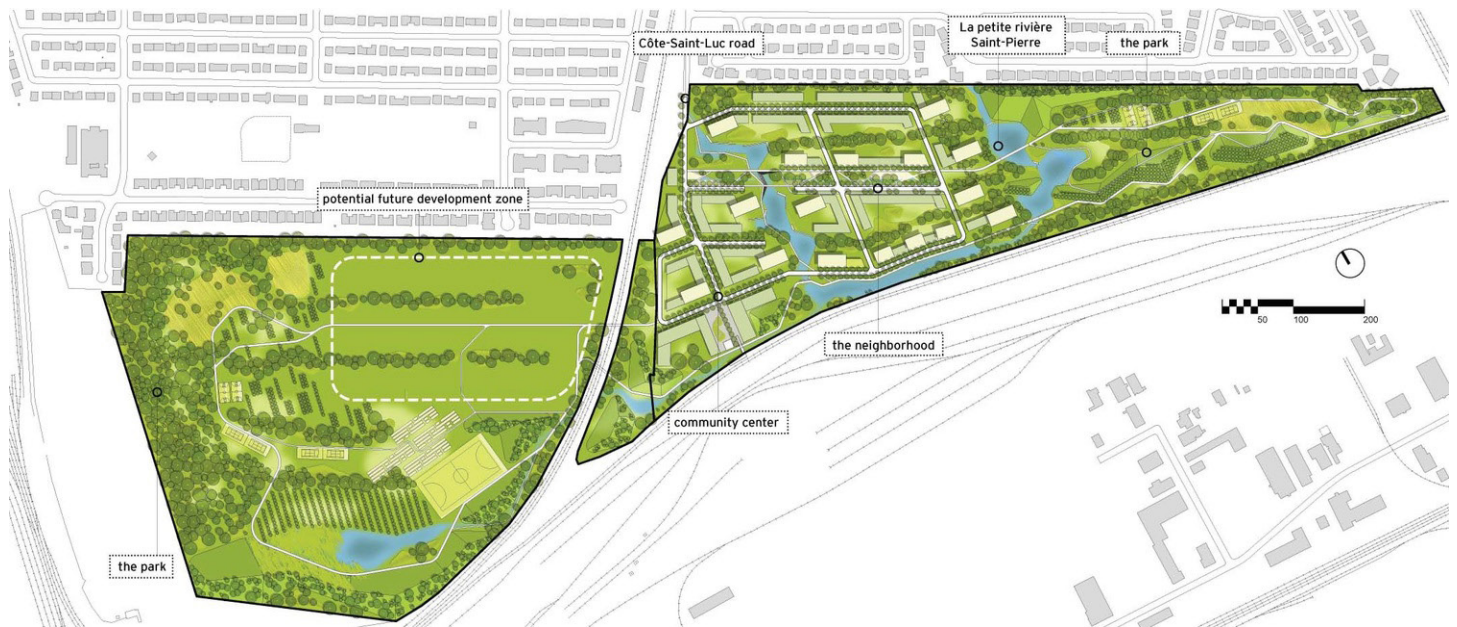 Côte-Saint-Luc road
La petite rivière
Saint-Pierre
the park
potential future development zone
the neighborhood
community center
the park
50
100
200